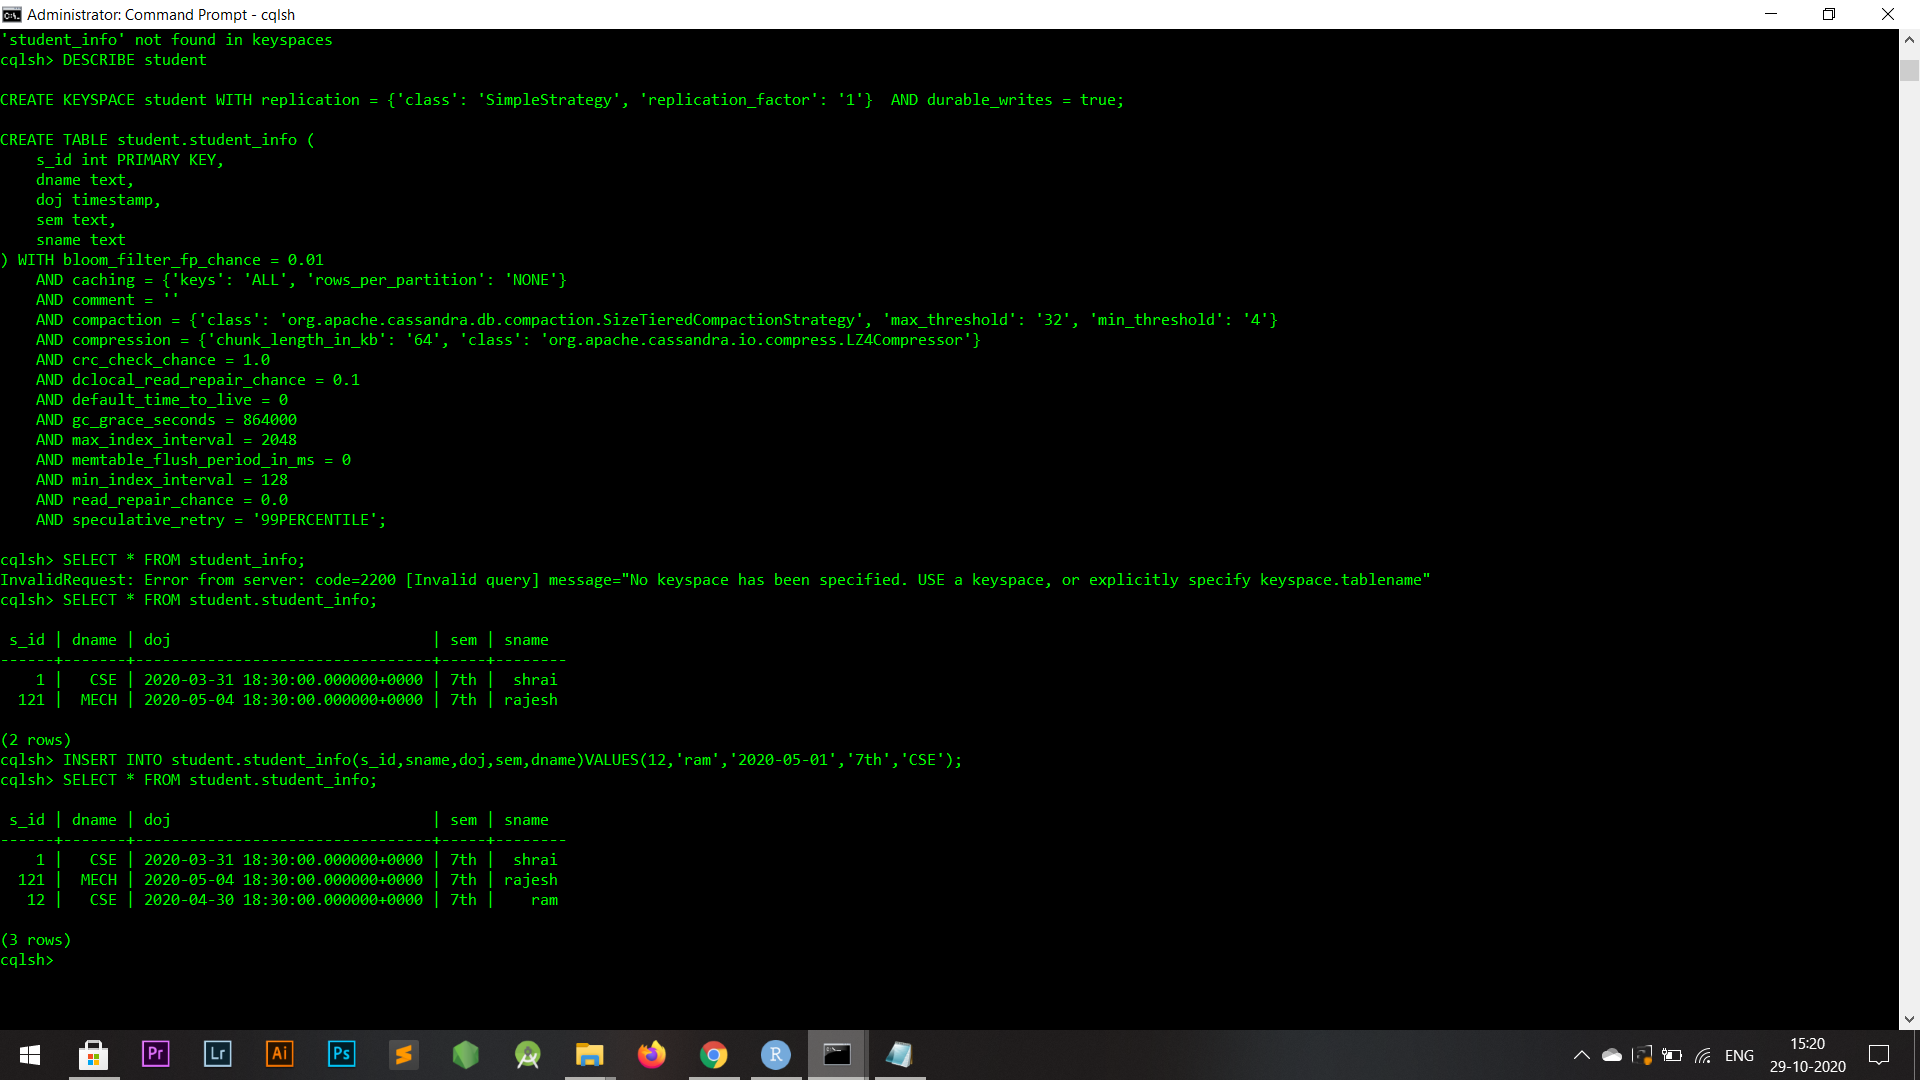 Administrator: Command Prompt - cqlsh
'student_info' not found in keyspaces
cqlsh> DESCRIBE student
CREATE KEYSPACE student WITH replication = {'class': 'SimpleStrategy', 'replication_factor': '1'}  AND durable_writes = true;
CREATE TABLE student.student_info (
    s_id int PRIMARY KEY,
    dname text,
    doj timestamp,
    sem text,
    sname text
) WITH bloom_filter_fp_chance = 0.01
    AND caching = {'keys': 'ALL', 'rows_per_partition': 'NONE'}
    AND comment = ''
    AND compaction = {'class': 'org.apache.cassandra.db.compaction.SizeTieredCompactionStrategy', 'max_threshold': '32', 'min_threshold': '4'}
    AND compression = {'chunk_length_in_kb': '64', 'class': 'org.apache.cassandra.io.compress.LZ4Compressor'}
    AND crc_check_chance = 1.0
    AND dclocal_read_repair_chance = 0.1
    AND default_time_to_live = 0
    AND gc_grace_seconds = 864000
    AND max_index_interval = 2048
    AND memtable_flush_period_in_ms = 0
    AND min_index_interval = 128
    AND read_repair_chance = 0.0
    AND speculative_retry = '99PERCENTILE';
cqlsh> SELECT * FROM student_info;
InvalidRequest: Error from server: code=2200 [Invalid query] message="No keyspace has been specified. USE a keyspace, or explicitly specify keyspace.tablename"
cqlsh> SELECT * FROM student.student_info;
 s_id | dname | doj                             | sem | sname
------+-------+---------------------------------+-----+--------
    1 |   CSE | 2020-03-31 18:30:00.000000+0000 | 7th |  shrai
  121 |  MECH | 2020-05-04 18:30:00.000000+0000 | 7th | rajesh
(2 rows)
cqlsh> INSERT INTO student.student_info(s_id,sname,doj,sem,dname)VALUES(12,'ram','2020-05-01','7th','CSE');
cqlsh> SELECT * FROM student.student_info;
 s_id | dname | doj                             | sem | sname
------+-------+---------------------------------+-----+--------
    1 |   CSE | 2020-03-31 18:30:00.000000+0000 | 7th |  shrai
  121 |  MECH | 2020-05-04 18:30:00.000000+0000 | 7th | rajesh
   12 |   CSE | 2020-04-30 18:30:00.000000+0000 | 7th |    ram
(3 rows)
cqlsh>
Pr Lr Ai Ps R ENG 15:20
29-10-2020